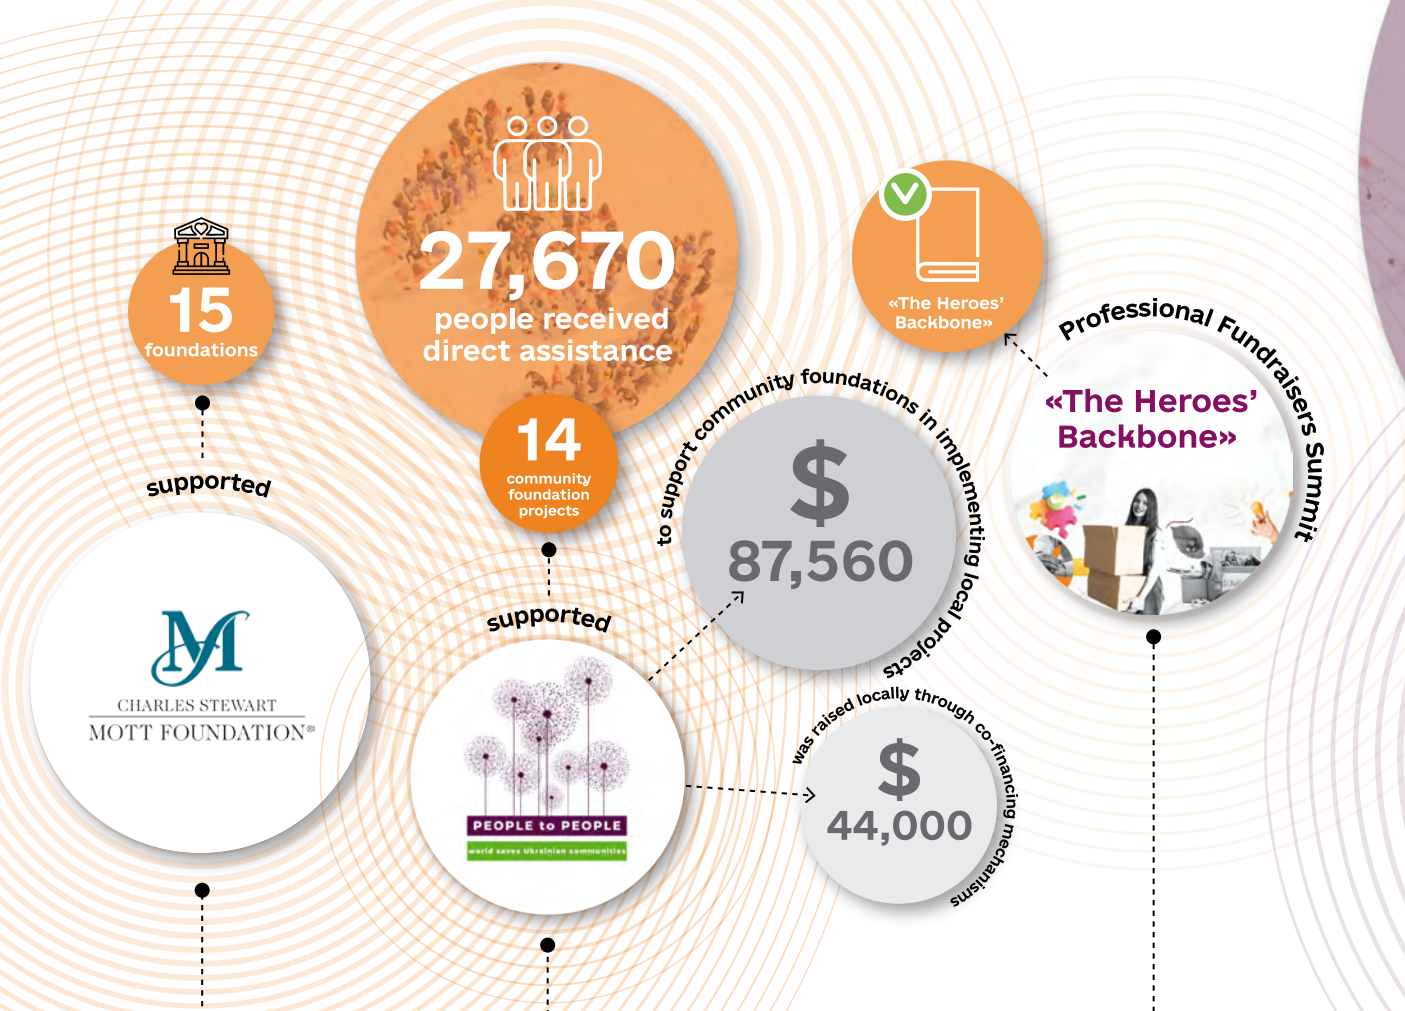 15
foundations
supported
CHARLES STEWART
MOTT FOUNDATION®
27,670
people received
direct assistance
14
community
foundation
projects
supported
PEOPLE to PEOPLE
world saves Ukrainian communities
to support community foundations in implementing local projects
$
87,560
was raised locally through co-financing mechanisms
$
44,000
«The Heroes’
Backbone»
Professional Fundraisers Summit
«The Heroes’
Backbone»